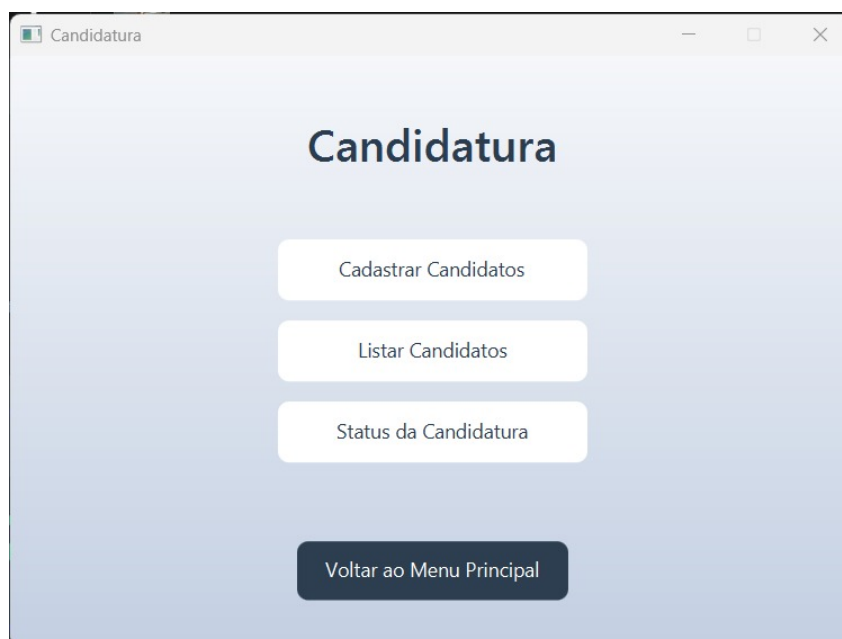 Candidatura
Candidatura
Cadastrar Candidatos
Listar Candidatos
Status da Candidatura
Voltar ao Menu Principal